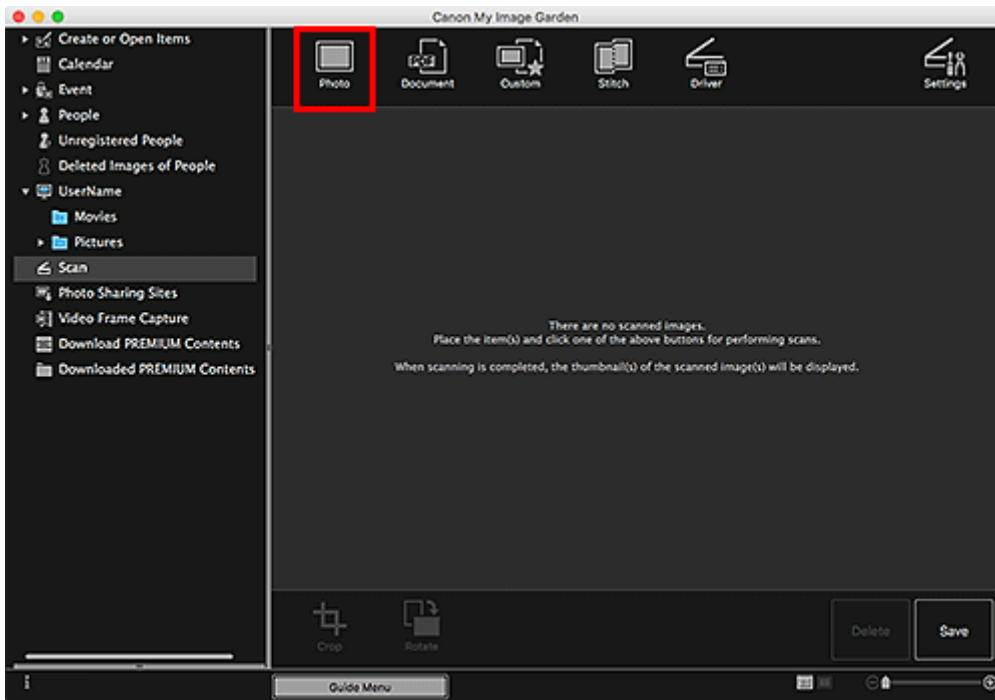 Canon My Image Garden
Create or Open Items
Calendar
Event
People
Unregistered People
Deleted Images of People
UserName
Movies
Pictures
Scan
Photo Sharing Sites
Video Frame Capture
Download PREMIUM Contents
Downloaded PREMIUM Contents
Photo
PDF
Document
Custom
Stitch
Driver
Settings
There are no scanned images.
Place the item(s) and click one of the above buttons for performing scans.
When scanning is completed, the thumbnail(s) of the scanned image(s) will be displayed.
Crop
Rotate
Delete
Save
Guide Menu